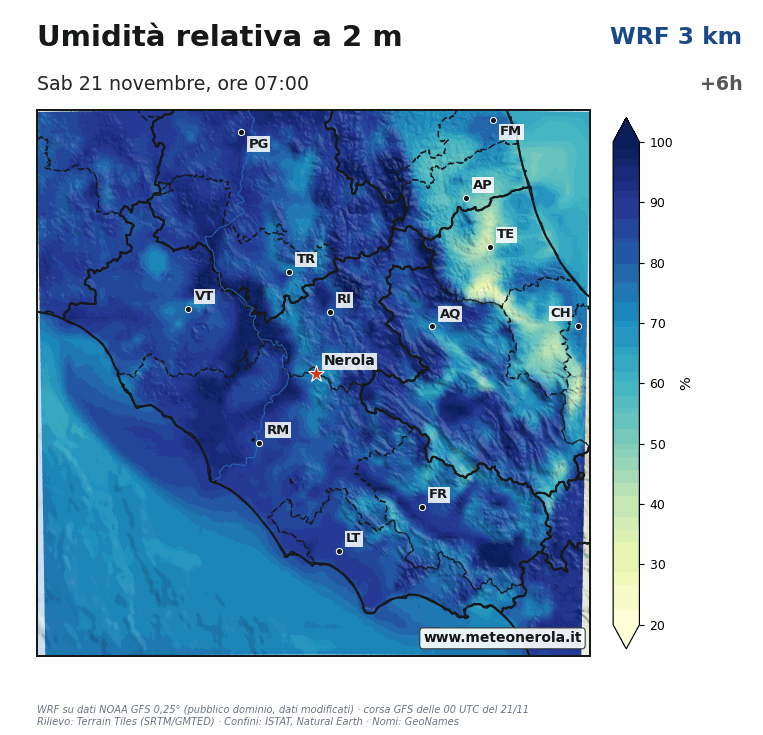 Umidità relativa a 2 m
WRF 3 km
Sab 21 novembre, ore 07:00
+6h
FM
PG
AP
TE
TR
VT
RI
AQ
CH
Nerola
RM
FR
LT
www.meteonerola.it
100
90
80
70
60
50
40
30
20
%
WRF su dati NOAA GFS 0,25° (pubblico dominio, dati modificati) · corsa GFS delle 00 UTC del 21/11
Rilievo: Terrain Tiles (SRTM/GMTED) · Confini: ISTAT, Natural Earth · Nomi: GeoNames